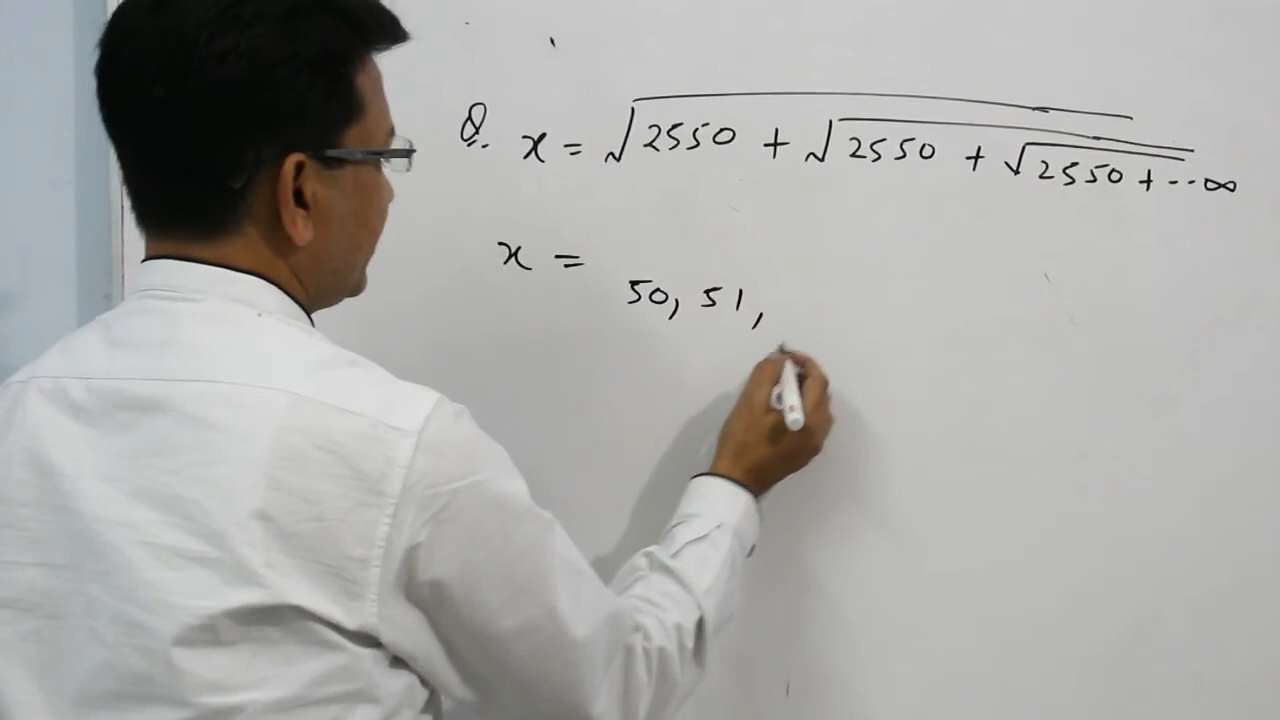 Q. x = √2550 + √2550 + √2550 + --∞
x =
50, 51,